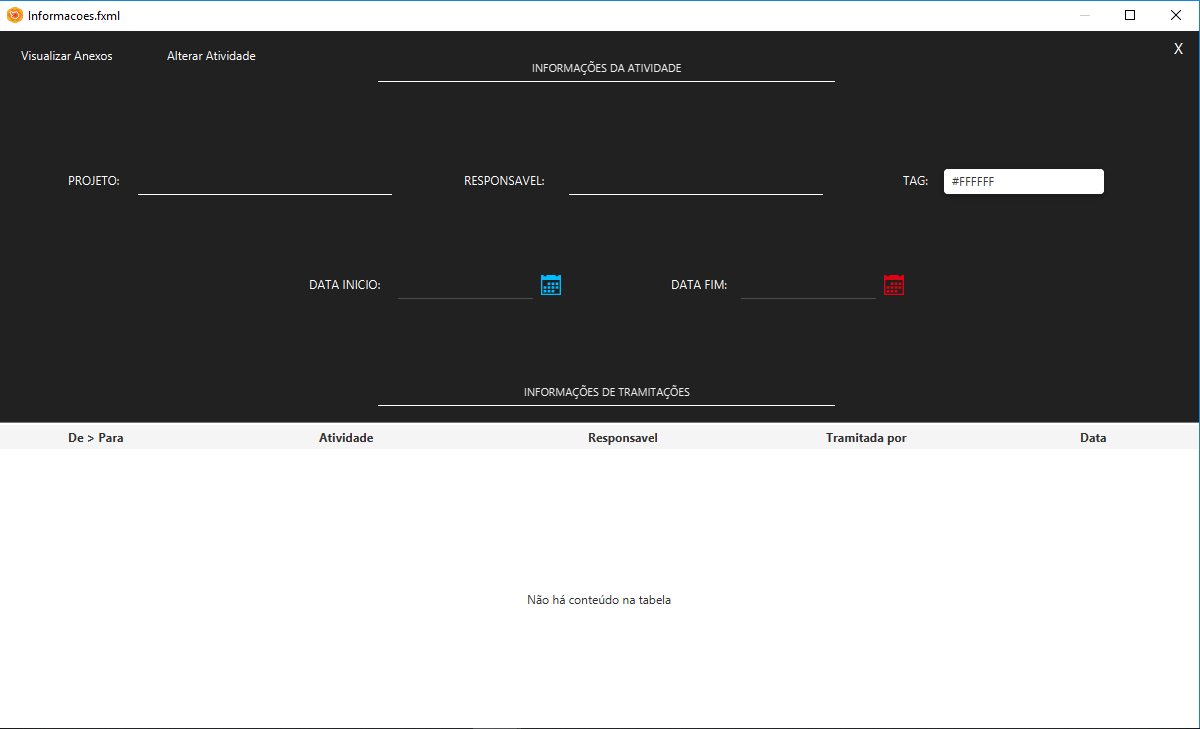 Informacoes.fxml
Visualizar Anexos
Alterar Atividade
X
INFORMAÇÕES DA ATIVIDADE
PROJETO:
RESPONSAVEL:
TAG:
#FFFFFF
DATA INICIO:
DATA FIM:
INFORMAÇÕES DE TRAMITAÇÕES
De > Para
Atividade
Responsavel
Tramitada por
Data
Não há conteúdo na tabela